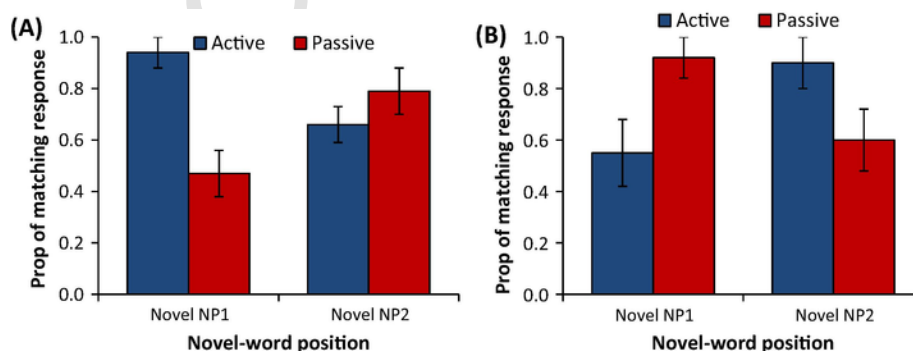 (A)
Prop of matching response
1.0
0.8
0.6
0.4
0.2
0.0
Active Passive
Novel NP1 Novel NP2
Novel-word position
(B)
Prop of matching response
1.0
0.8
0.6
0.4
0.2
0.0
Active Passive
Novel NP1 Novel NP2
Novel-word position